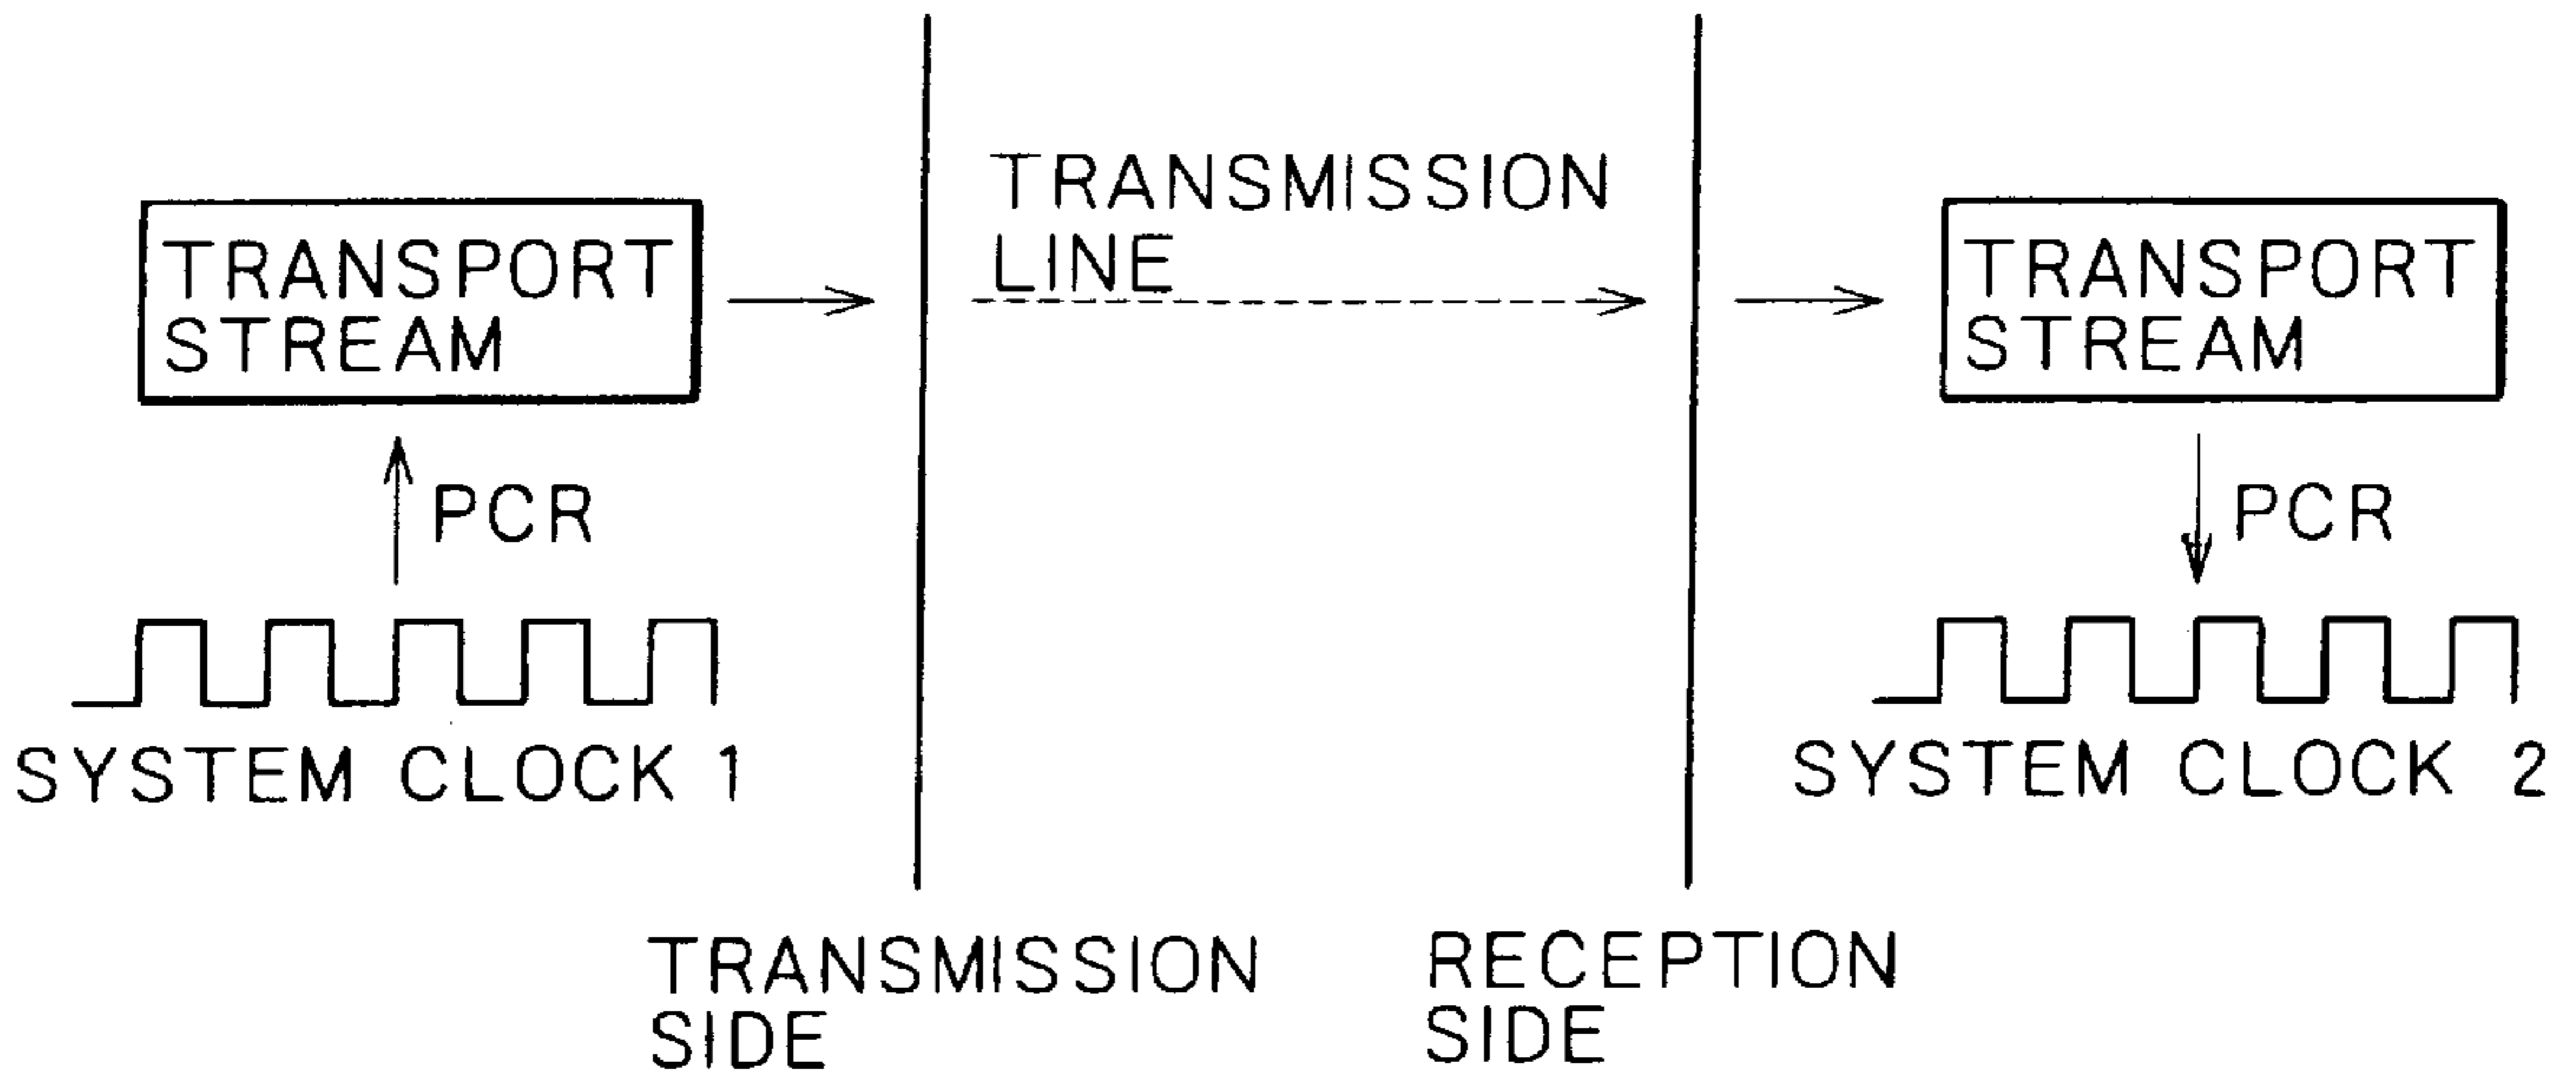 TRANSMISSION
LINE
TRANSPORT
STREAM
TRANSPORT
STREAM
PCR
PCR
SYSTEM CLOCK 1
SYSTEM CLOCK 2
TRANSMISSION
SIDE
RECEPTION
SIDE